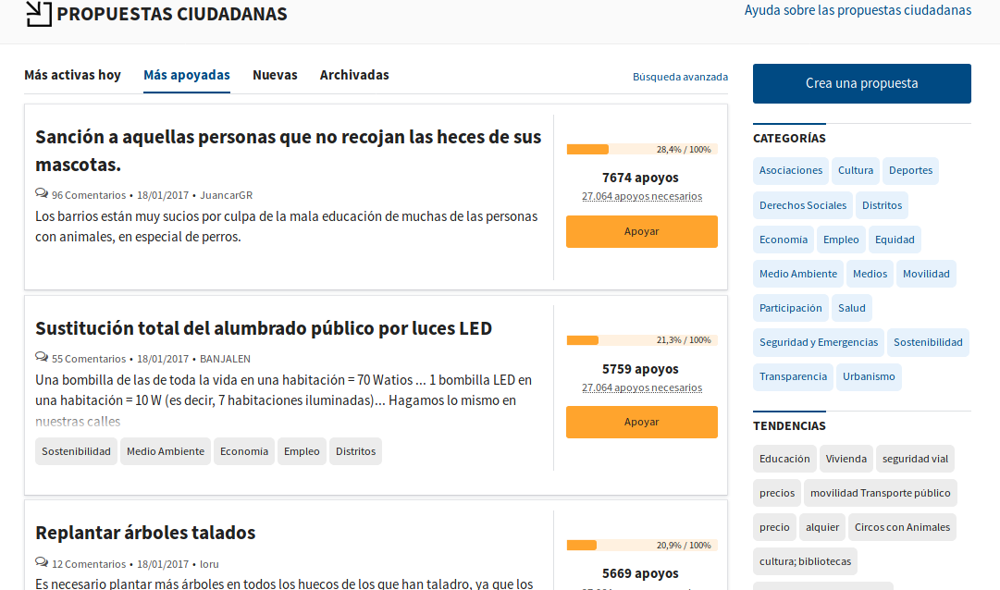 PROPUESTAS CIUDADANAS
Ayuda sobre las propuestas ciudadanas
Más activas hoy
Más apoyadas
Nuevas
Archivadas
Búsqueda avanzada
Sanción a aquellas personas que no recojan las heces de sus
mascotas.
96 Comentarios • 18/01/2017 • JuancarGR
Los barrios están muy sucios por culpa de la mala educación de muchas de las personas
con animales, en especial de perros.
28,4% / 100%
7674 apoyos
27.064 apoyos necesarios
Apoyar
Sustitución total del alumbrado público por luces LED
55 Comentarios • 18/01/2017 • BANJALEN
Una bombilla de las de toda la vida en una habitación = 70 Watios ... 1 bombilla LED en
una habitación = 10 W (es decir, 7 habitaciones iluminadas)... Hagamos lo mismo en
nuestras calles
Sostenibilidad
Medio Ambiente
Economía
Empleo
Distritos
21,3% / 100%
5759 apoyos
27.064 apoyos necesarios
Apoyar
Replantar árboles talados
12 Comentarios • 18/01/2017 • loru
Es necesario plantar más árboles en todos los huecos de los que han taladro, ya que los
20,9% / 100%
5669 apoyos
Crea una propuesta
CATEGORÍAS
Asociaciones
Cultura
Deportes
Derechos Sociales
Distritos
Economía
Empleo
Equidad
Medio Ambiente
Medios
Movilidad
Participación
Salud
Seguridad y Emergencias
Sostenibilidad
Transparencia
Urbanismo
TENDENCIAS
Educación
Vivienda
seguridad vial
precios
movilidad Transporte público
precio
alquier
Circos con Animales
cultura; bibliotecas